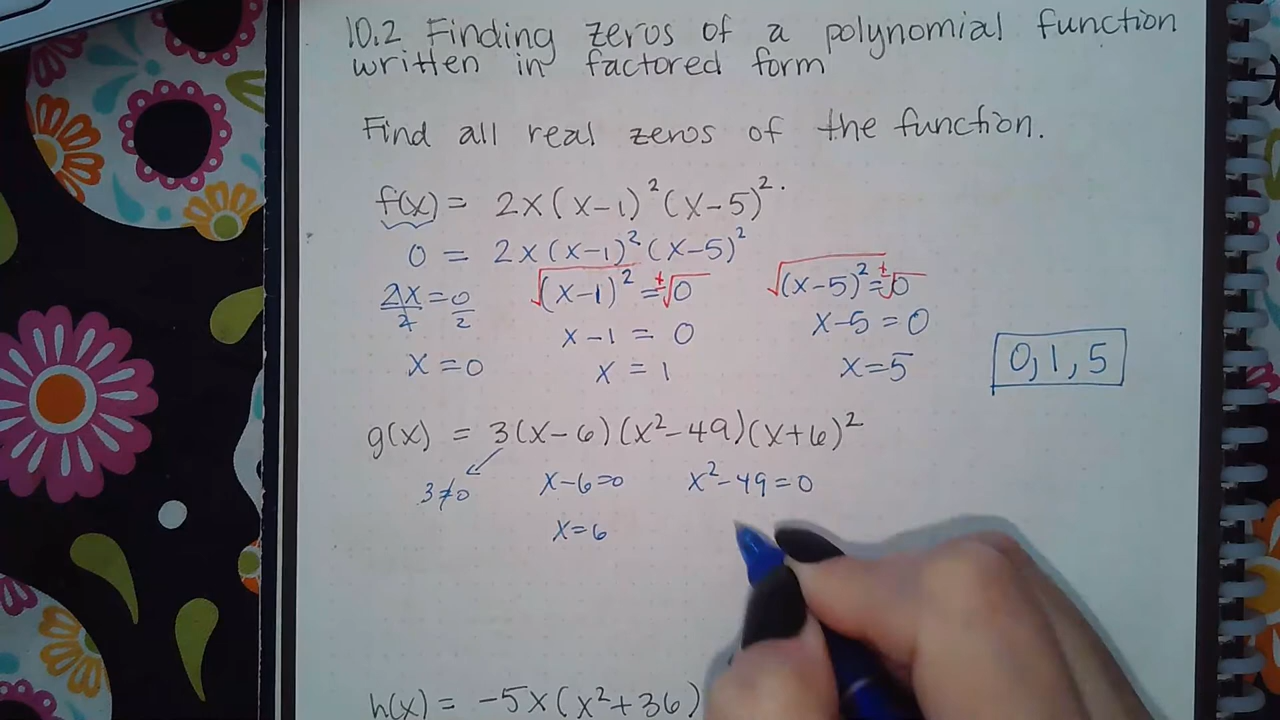 10.2 Finding zeros of a polynomial function
written in factored form
Find all real zeros of the function.
f(x) = 2x(x-1)²(x-5)².
0 = 2x(x-1)²(x-5)²
2x/2 = 0/2 √(x-1)² = ±√0 √(x-5)² = ±√0
x-1 = 0 x-5 = 0
x = 0 x = 1 x = 5 0, 1, 5
g(x) = 3(x-6)(x²-49)(x+6)²
3≠0 x-6=0 x²-49=0
x=6
h(x) = -5x(x²+36)